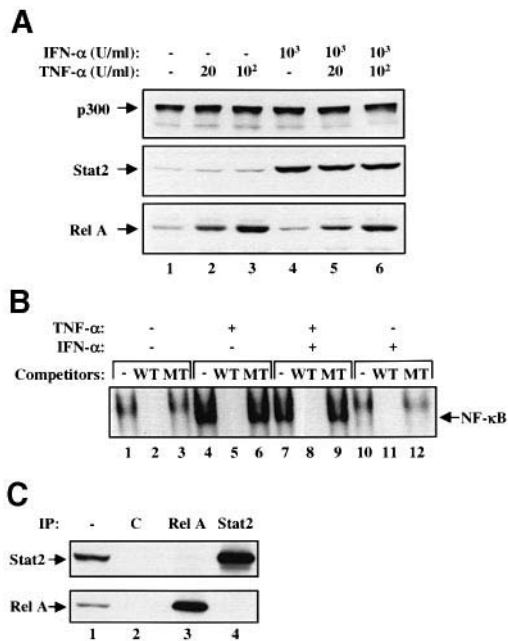 A
IFN-α (U/ml): - - - 10³ 10³ 10³
TNF-α (U/ml): - 20 10² - 20 10²
p300
Stat2
Rel A
1 2 3 4 5 6
B
TNF-α: - + + -
IFN-α: - - + +
Competitors: - WT MT - WT MT - WT MT - WT MT
NF-κB
1 2 3 4 5 6 7 8 9 10 11 12
C
IP: - C Rel A Stat2
Stat2
Rel A
1 2 3 4